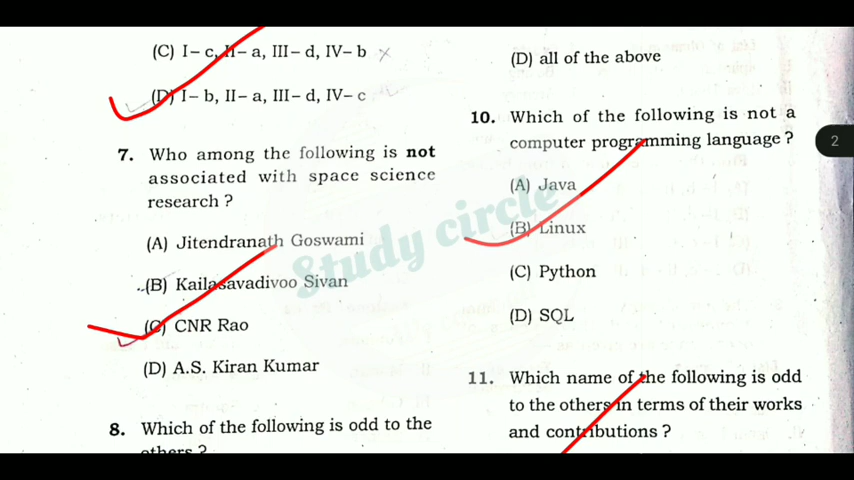 (C) I– c, II– a, III– d, IV– b
(D) I– b, II– a, III– d, IV– c
7. Who among the following is not
associated with space science
research ?
(A) Jitendranath Goswami
(B) Kailasavadivoo Sivan
(C) CNR Rao
(D) A.S. Kiran Kumar
8. Which of the following is odd to the
others ?
(D) all of the above
10. Which of the following is not a
computer programming language ?
(A) Java
(B) Linux
(C) Python
(D) SQL
11. Which name of the following is odd
to the others in terms of their works
and contributions ?
Study circle
2